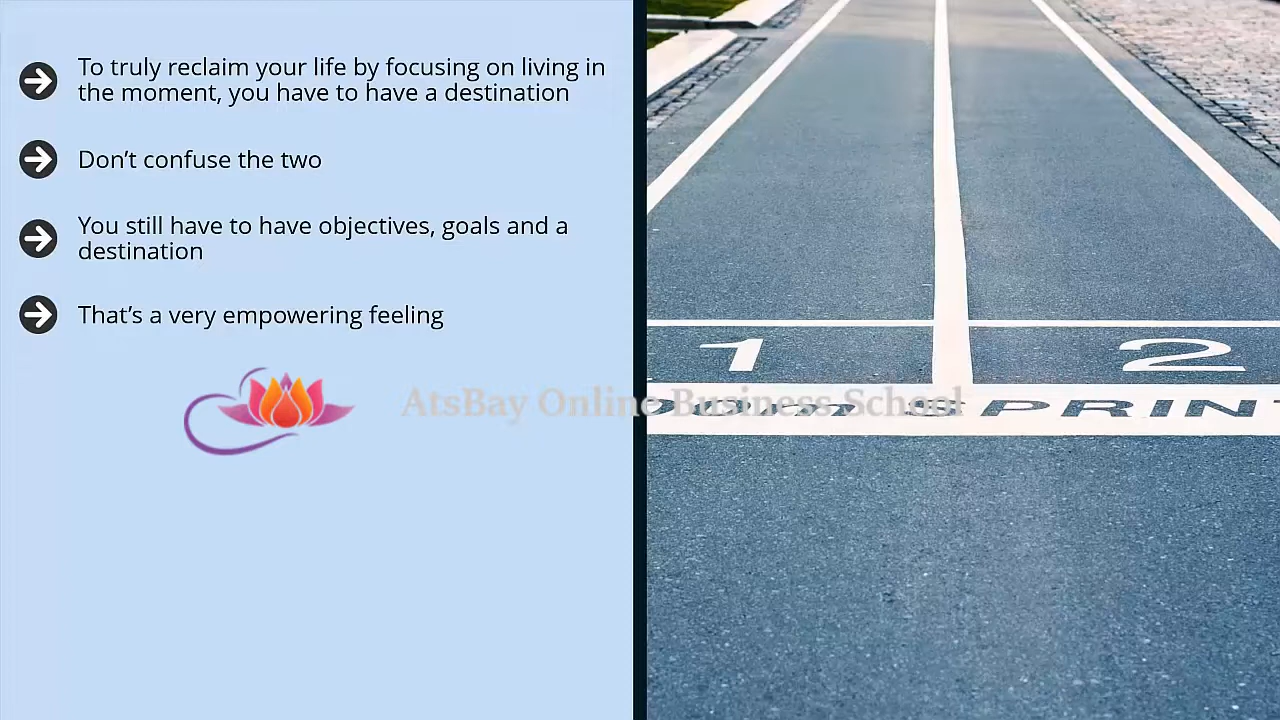 To truly reclaim your life by focusing on living in
the moment, you have to have a destination
Don’t confuse the two
You still have to have objectives, goals and a
destination
That’s a very empowering feeling
AtsBay Online Business School
1
2